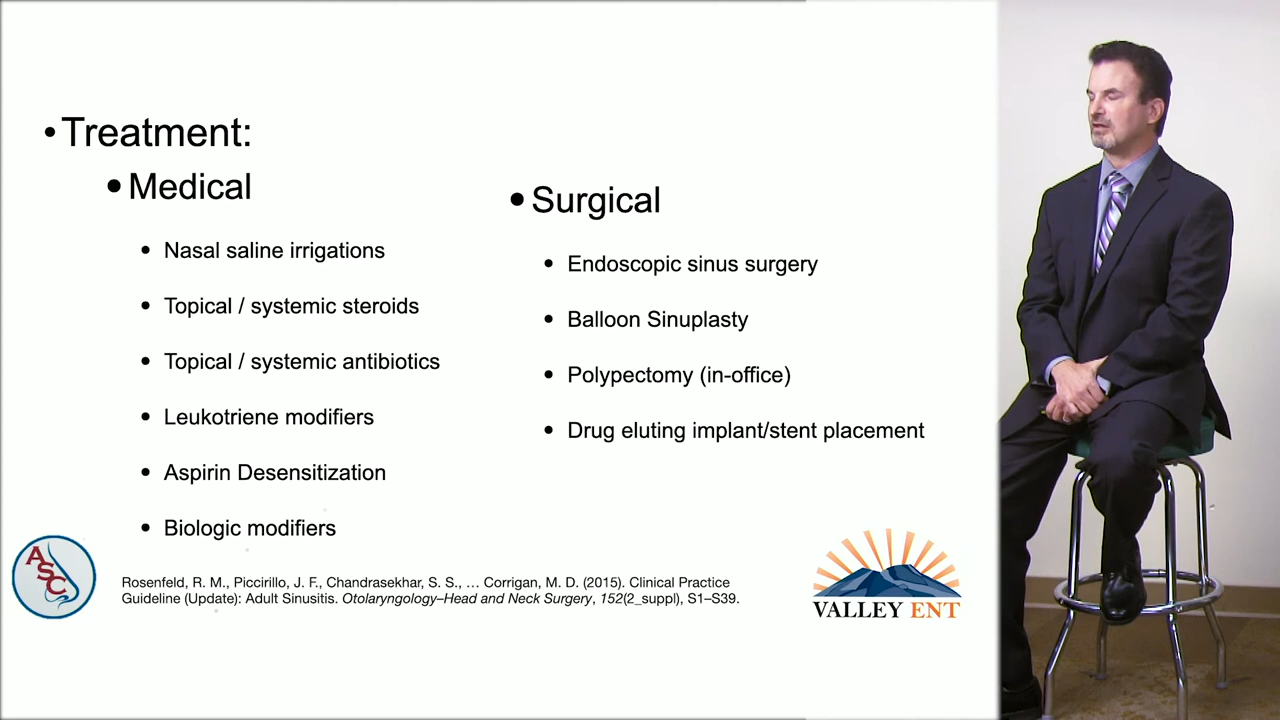 •Treatment:
• Medical
• Nasal saline irrigations
• Topical / systemic steroids
• Topical / systemic antibiotics
• Leukotriene modifiers
• Aspirin Desensitization
• Biologic modifiers
• Surgical
• Endoscopic sinus surgery
• Balloon Sinuplasty
• Polypectomy (in-office)
• Drug eluting implant/stent placement
ASC
Rosenfeld, R. M., Piccirillo, J. F., Chandrasekhar, S. S., … Corrigan, M. D. (2015). Clinical Practice
Guideline (Update): Adult Sinusitis. Otolaryngology–Head and Neck Surgery, 152(2_suppl), S1–S39.
VALLEY ENT